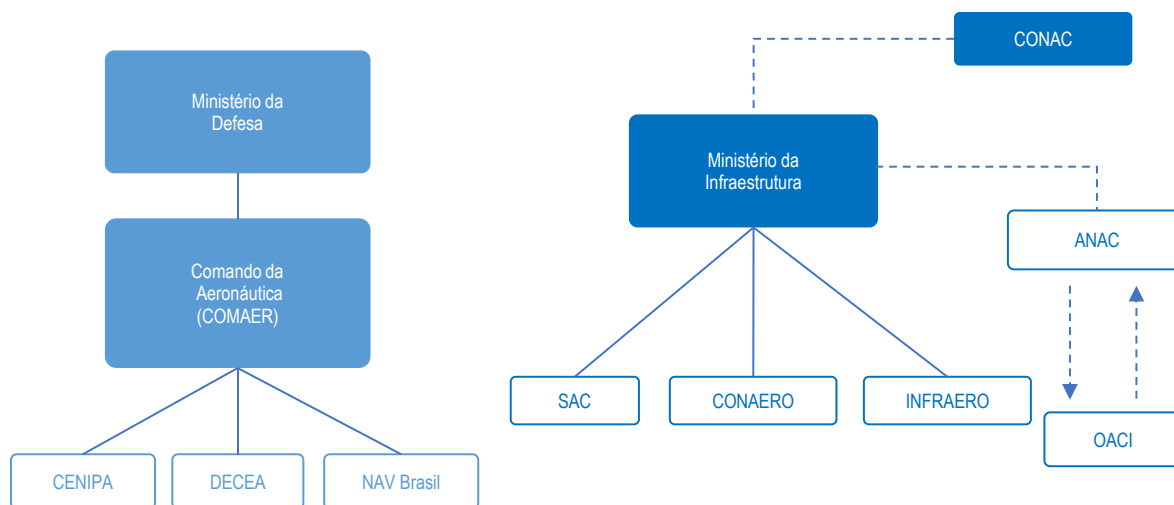 CONAC
Ministério da
Defesa
Ministério da
Infraestrutura
ANAC
Comando da
Aeronáutica
(COMAER)
SAC
CONAERO
INFRAERO
OACI
CENIPA
DECEA
NAV Brasil